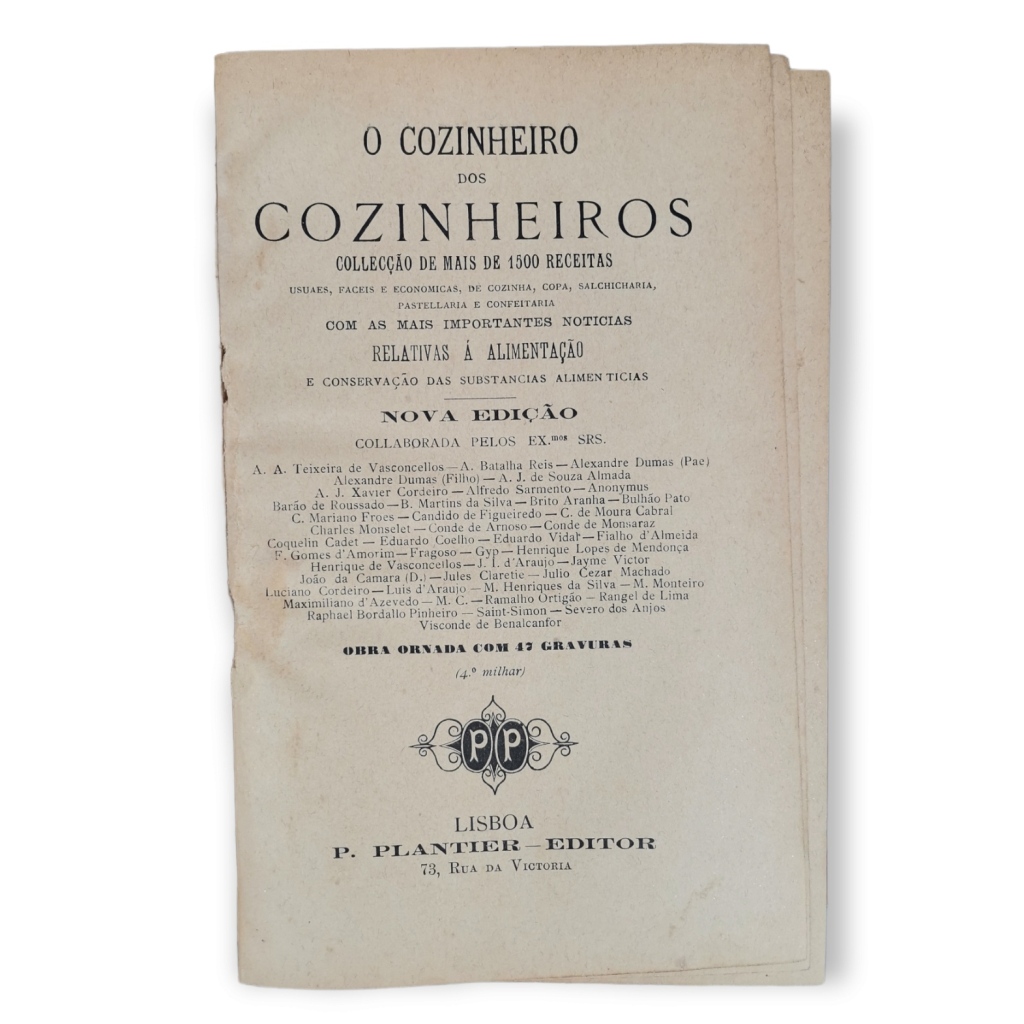 O COZINHEIRO
DOS
COZINHEIROS
COLLECÇÃO DE MAIS DE 1500 RECEITAS
USUAES, FACEIS E ECONOMICAS, DE COZINHA, COPA, SALCHICHARIA,
PASTELLARIA E CONFEITARIA
COM AS MAIS IMPORTANTES NOTICIAS
RELATIVAS Á ALIMENTAÇÃO
E CONSERVAÇÃO DAS SUBSTANCIAS ALIMENTICIAS
NOVA EDIÇÃO
COLLABORADA PELOS EX.mos SRS.
A. A. Teixeira de Vasconcellos — A. Batalha Reis — Alexandre Dumas (Pae)
Alexandre Dumas (Filho) — A. J. de Souza Almada
A. J. Xavier Cordeiro — Alfredo Sarmento — Anonymus
Barão de Roussado — B. Martins da Silva — Brito Aranha — Bulhão Pato
C. Mariano Froes — Candido de Figueiredo — C. de Moura Cabral
Charles Monselet — Conde de Arnoso — Conde de Monsaraz
Coquelin Cadet — Eduardo Coelho — Eduardo Vidal — Fialho d'Almeida
F. Gomes d'Amorim — Fragoso — Gyp — Henrique Lopes de Mendonça
Henrique de Vasconcellos — J. I. d'Araujo — Jayme Victor
João da Camara (D.) — Jules Claretie — Julio Cezar Machado
Luciano Cordeiro — Luis d'Araujo — M. Henriques da Silva — M. Monteiro
Maximiliano d'Azevedo — M. C. — Ramalho Ortigão — Rangel de Lima
Raphael Bordallo Pinheiro — Saint-Simon — Severo dos Anjos
Visconde de Benalcanfor
OBRA ORNADA COM 47 GRAVURAS
(4.º milhar)
PP
LISBOA
P. PLANTIER — EDITOR
73, RUA DA VICTORIA